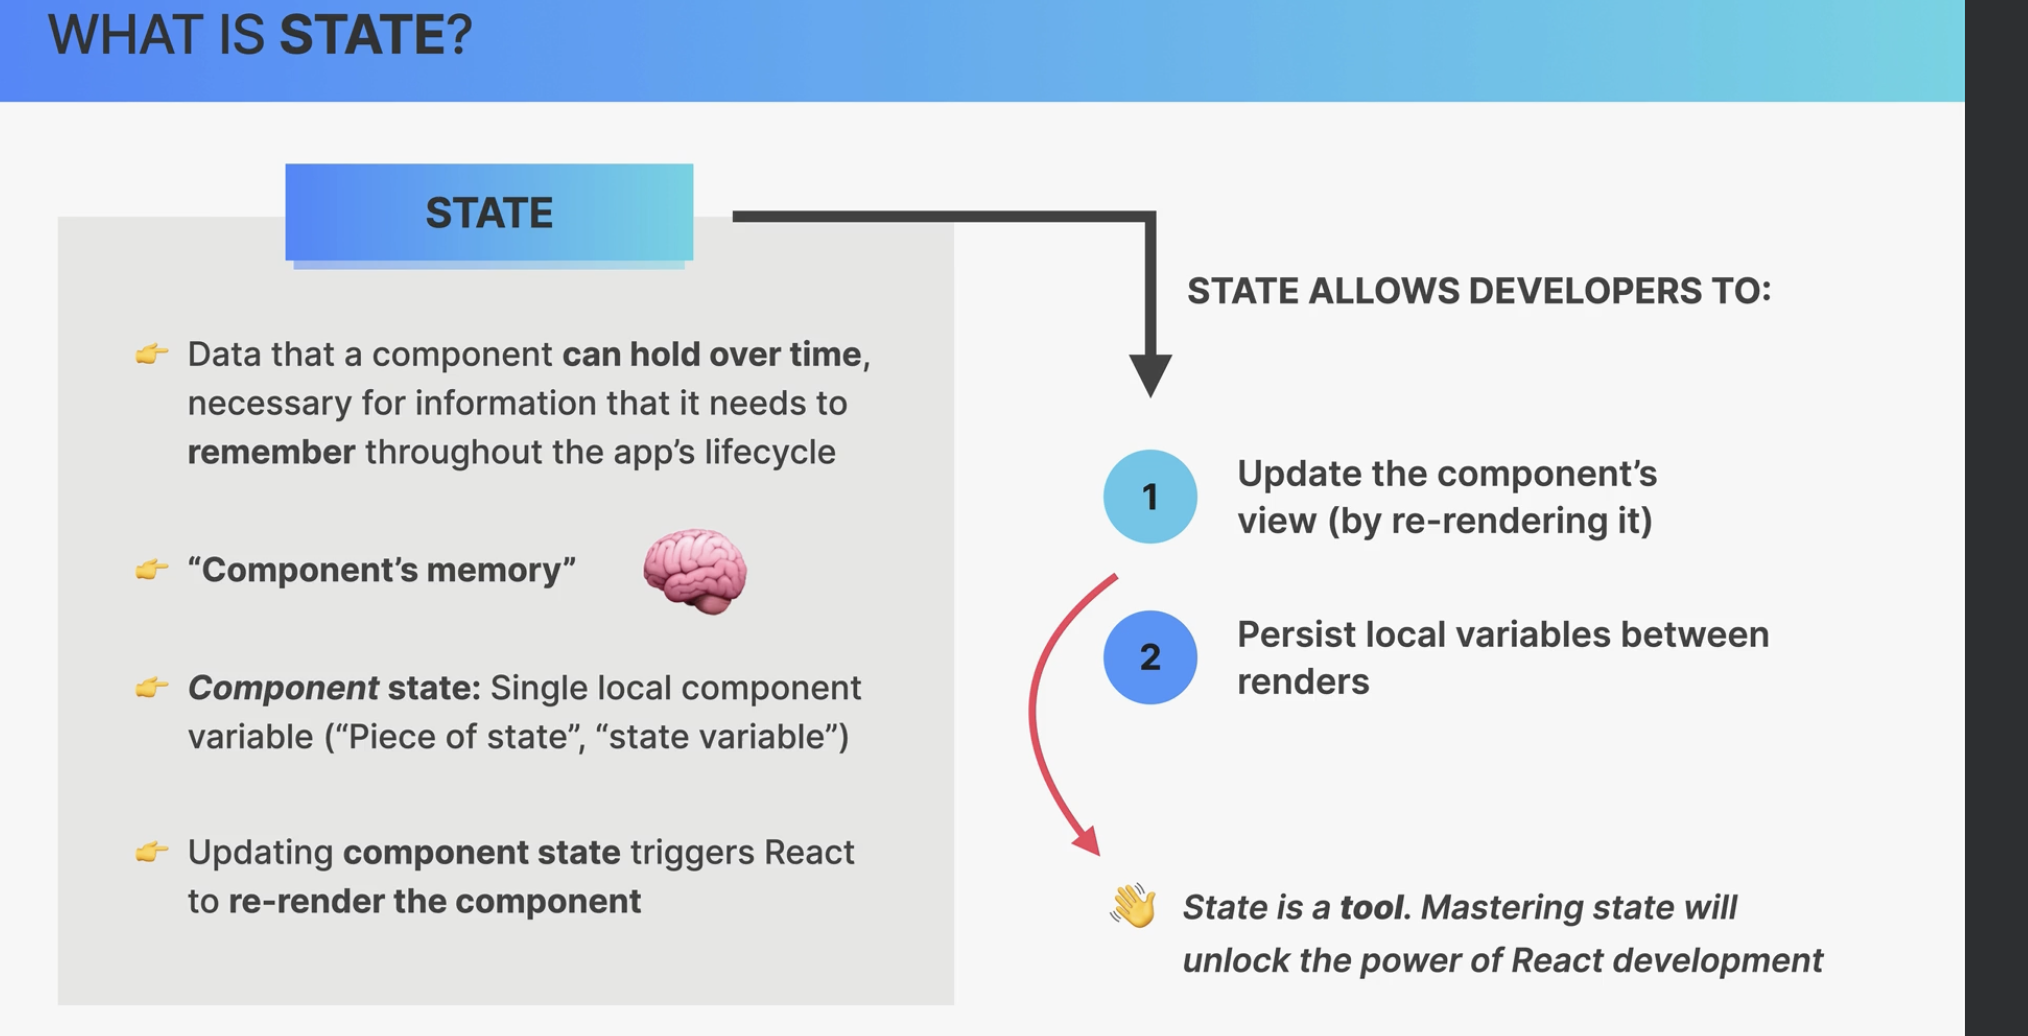 WHAT IS STATE?
STATE
👉 Data that a component can hold over time,
necessary for information that it needs to
remember throughout the app’s lifecycle
👉 “Component’s memory” 🧠
👉 Component state: Single local component
variable (“Piece of state”, “state variable”)
👉 Updating component state triggers React
to re-render the component
STATE ALLOWS DEVELOPERS TO:
1 Update the component’s
view (by re-rendering it)
2 Persist local variables between
renders
👋 State is a tool. Mastering state will
unlock the power of React development